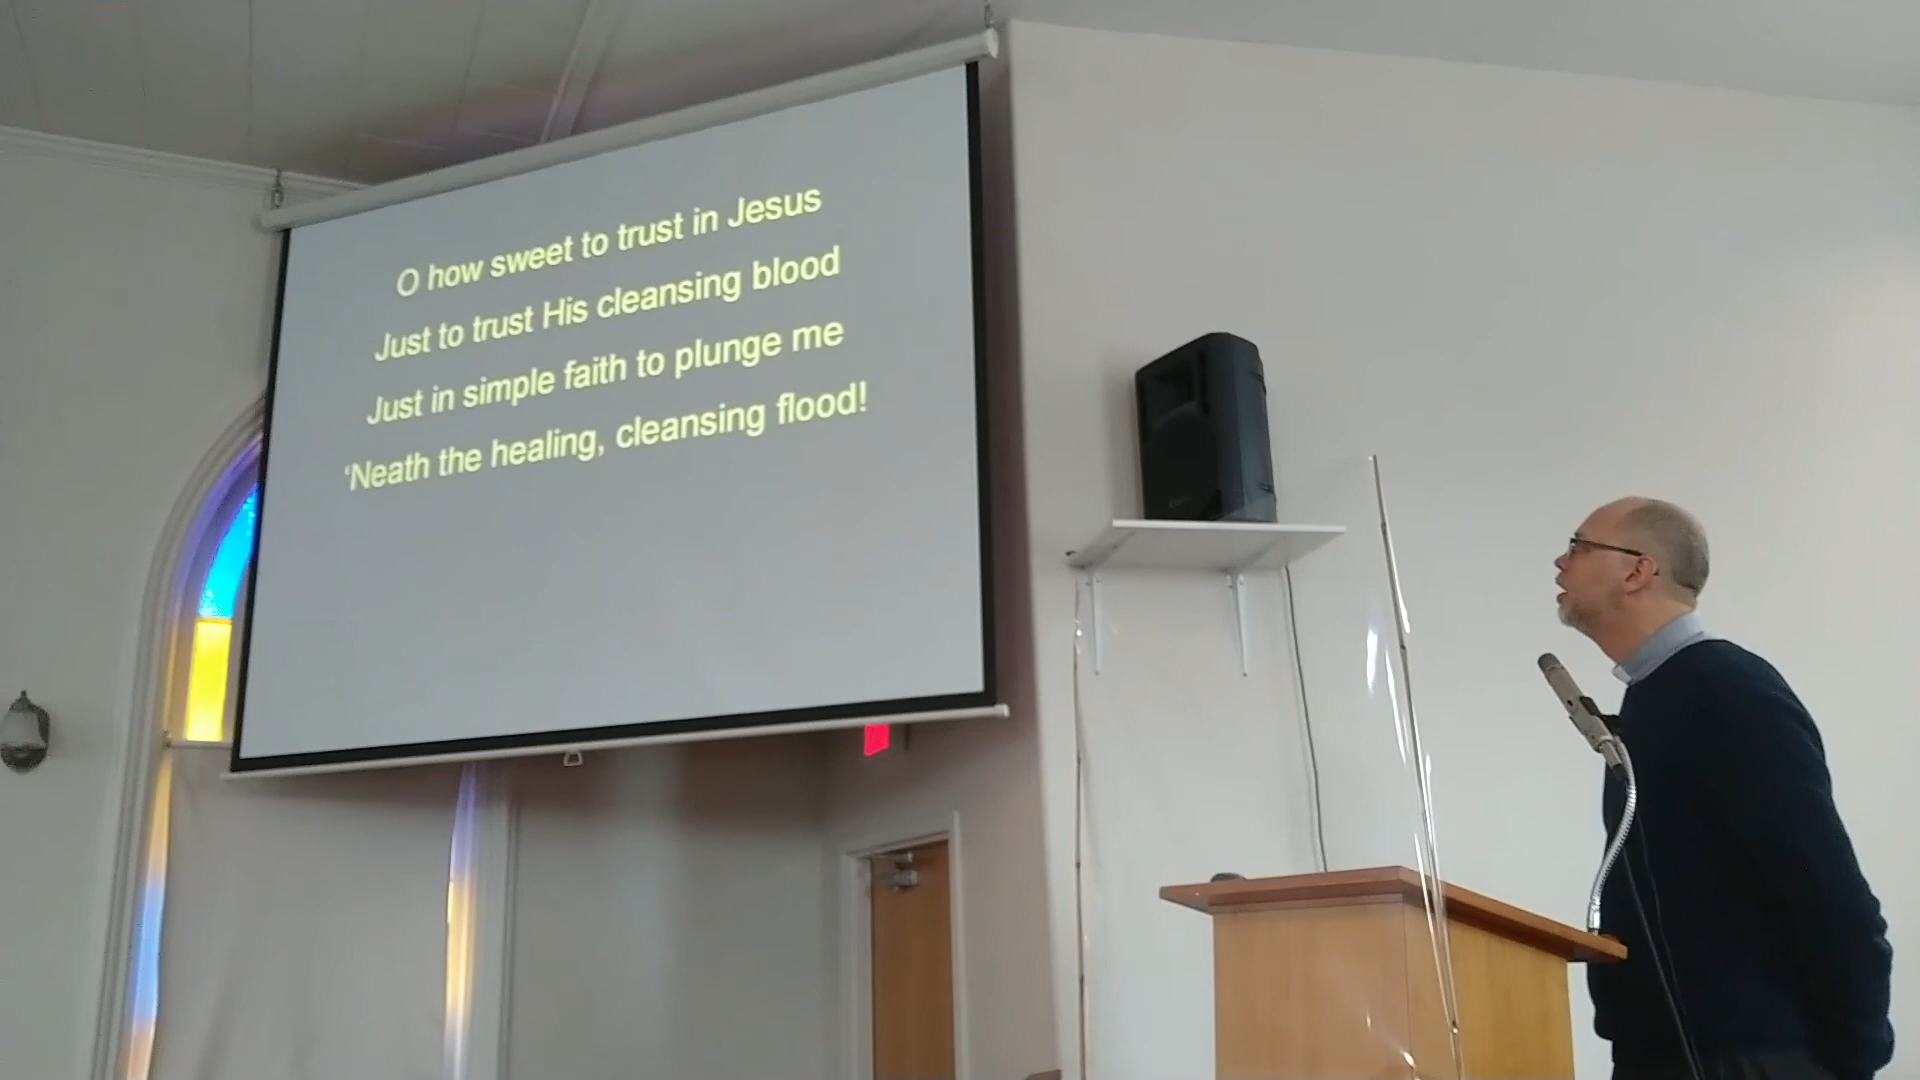 O how sweet to trust in Jesus
Just to trust His cleansing blood
Just in simple faith to plunge me
‘Neath the healing, cleansing flood!